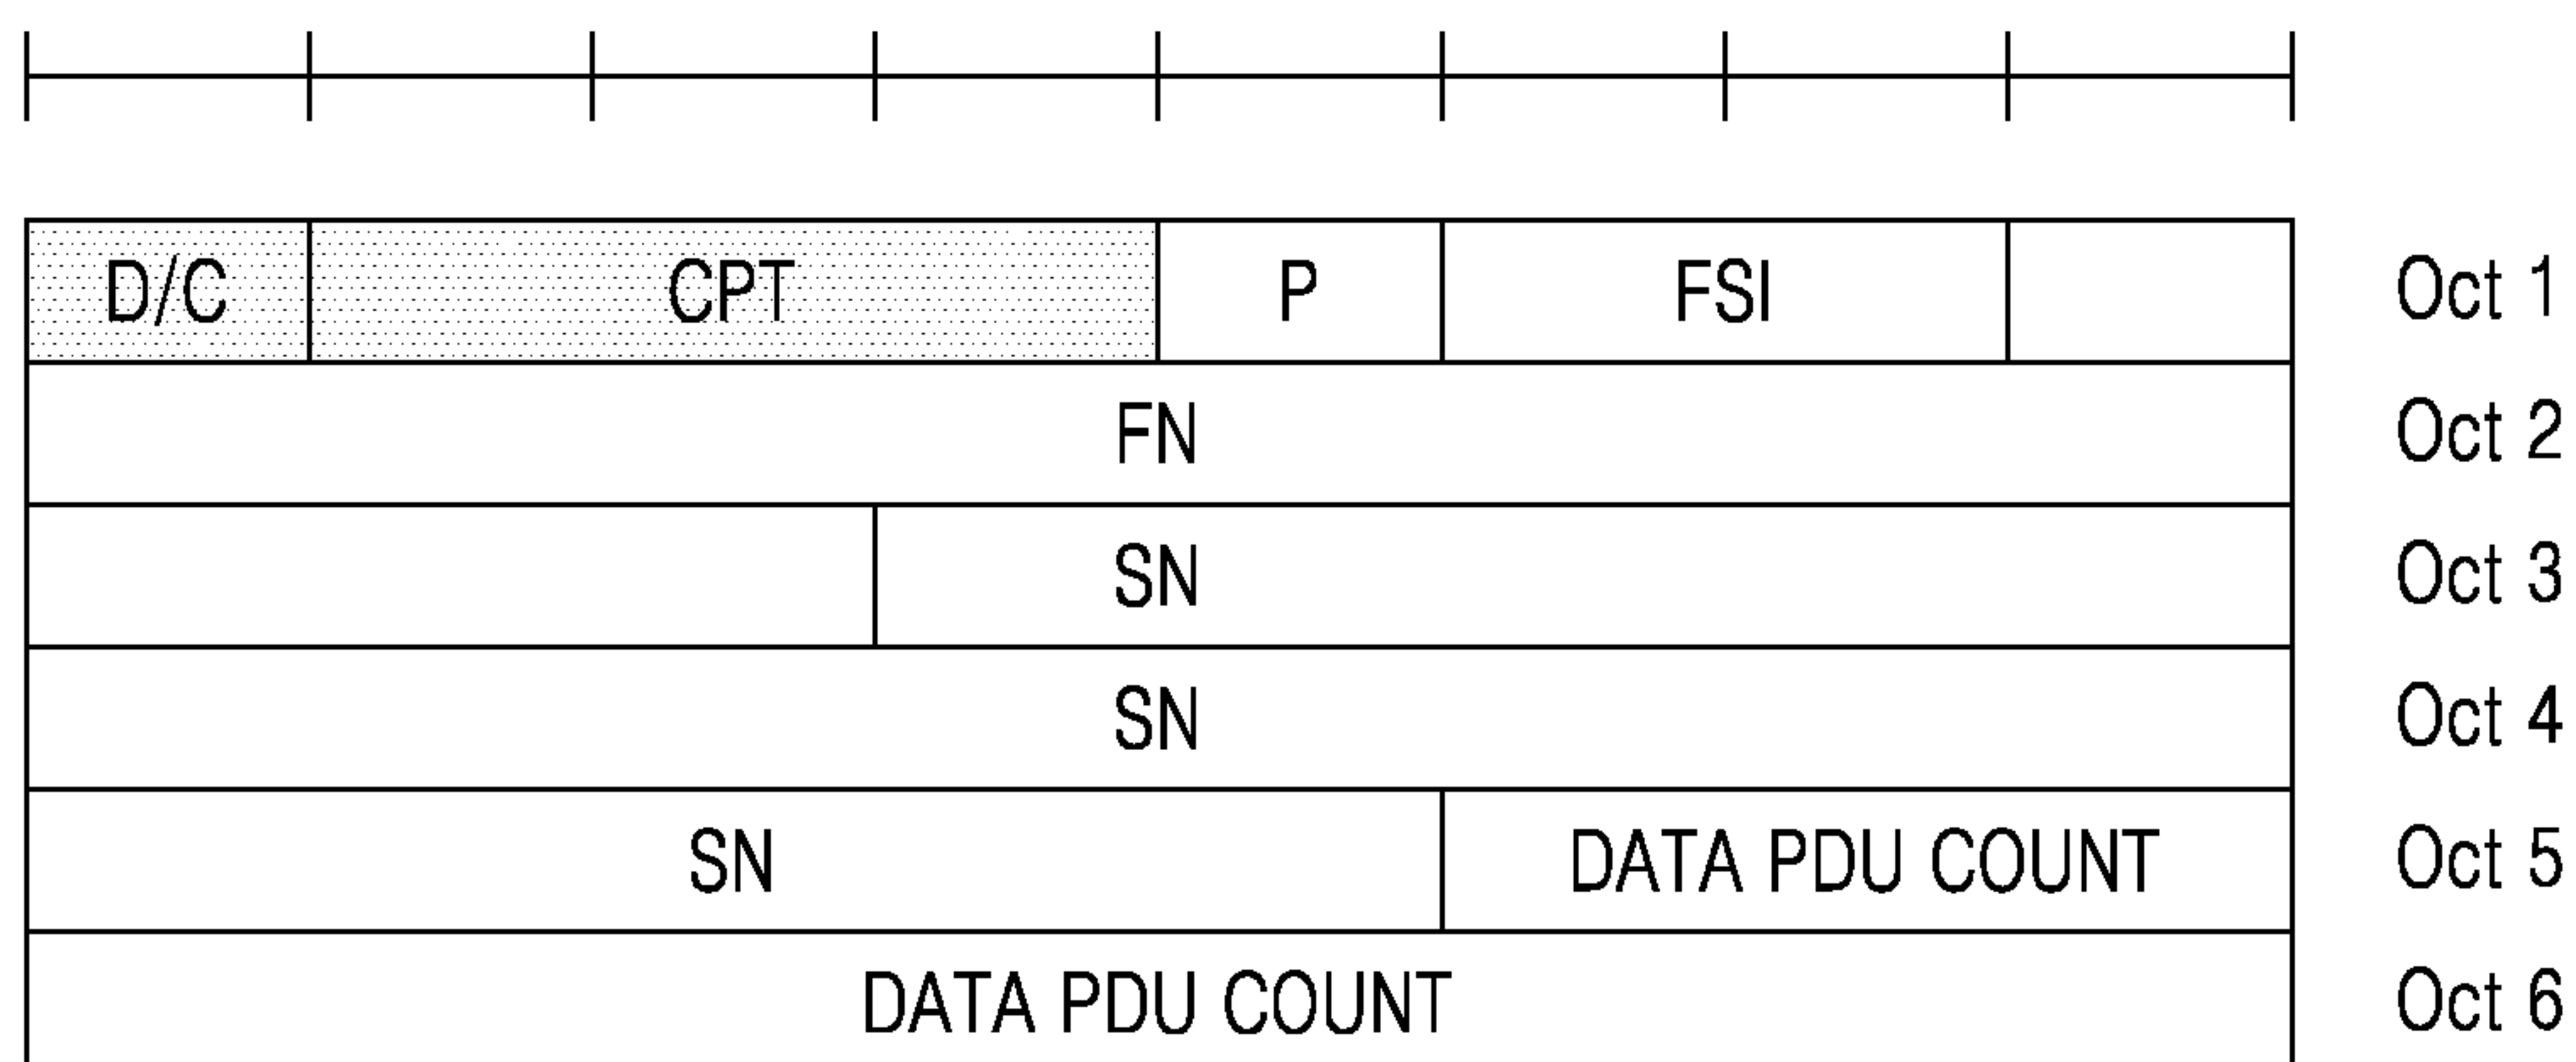 D/C CPT P FSI Oct 1
FN Oct 2
SN Oct 3
SN Oct 4
SN DATA PDU COUNT Oct 5
DATA PDU COUNT Oct 6